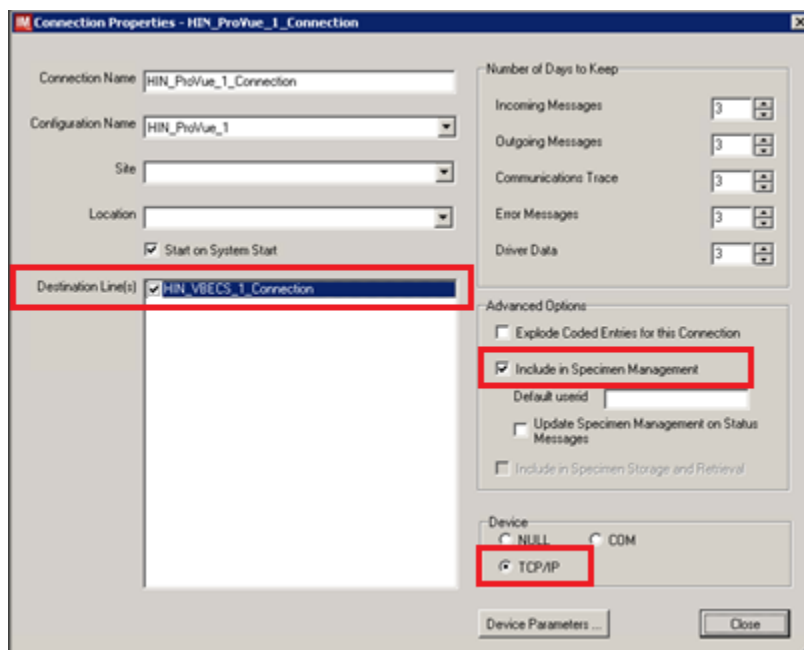 IM Connection Properties - HIN_ProVue_1_Connection
Connection Name HIN_ProVue_1_Connection
Configuration Name HIN_ProVue_1
Site
Location
Start on System Start
Destination Line(s) HIN_VBECS_1_Connection
Number of Days to Keep
Incoming Messages 3
Outgoing Messages 3
Communications Trace 3
Error Messages 3
Driver Data 3
Advanced Options
Explode Coded Entries for this Connection
Include in Specimen Management
Default userid
Update Specimen Management on Status
Messages
Include in Specimen Storage and Retrieval
Device
NULL COM
TCP/IP
Device Parameters ... Close